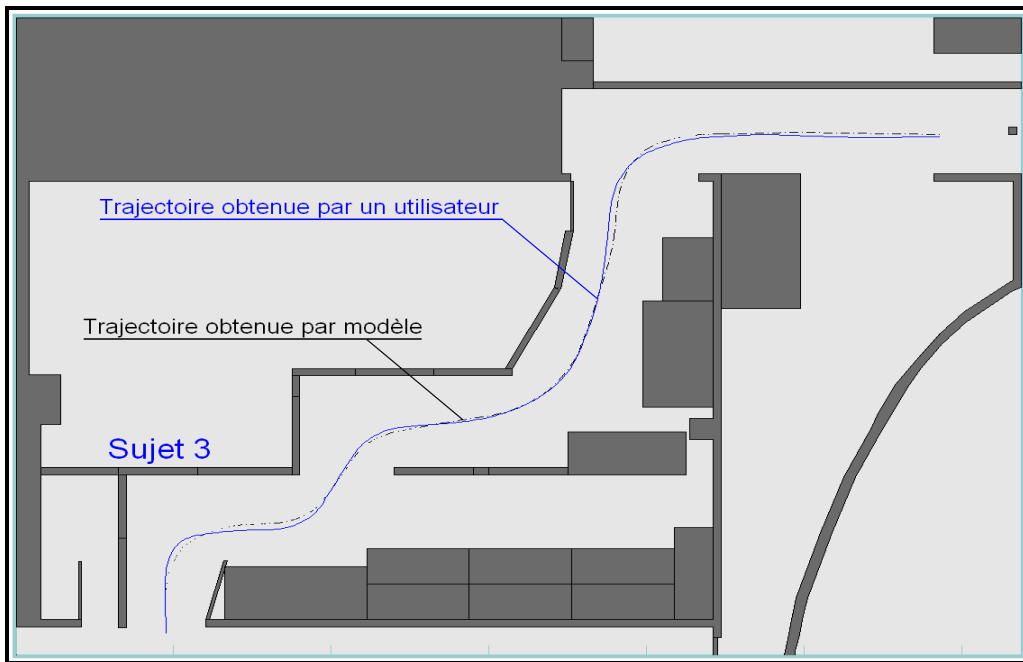 Trajectoire obtenue par un utilisateur
Trajectoire obtenue par modèle
Sujet 3